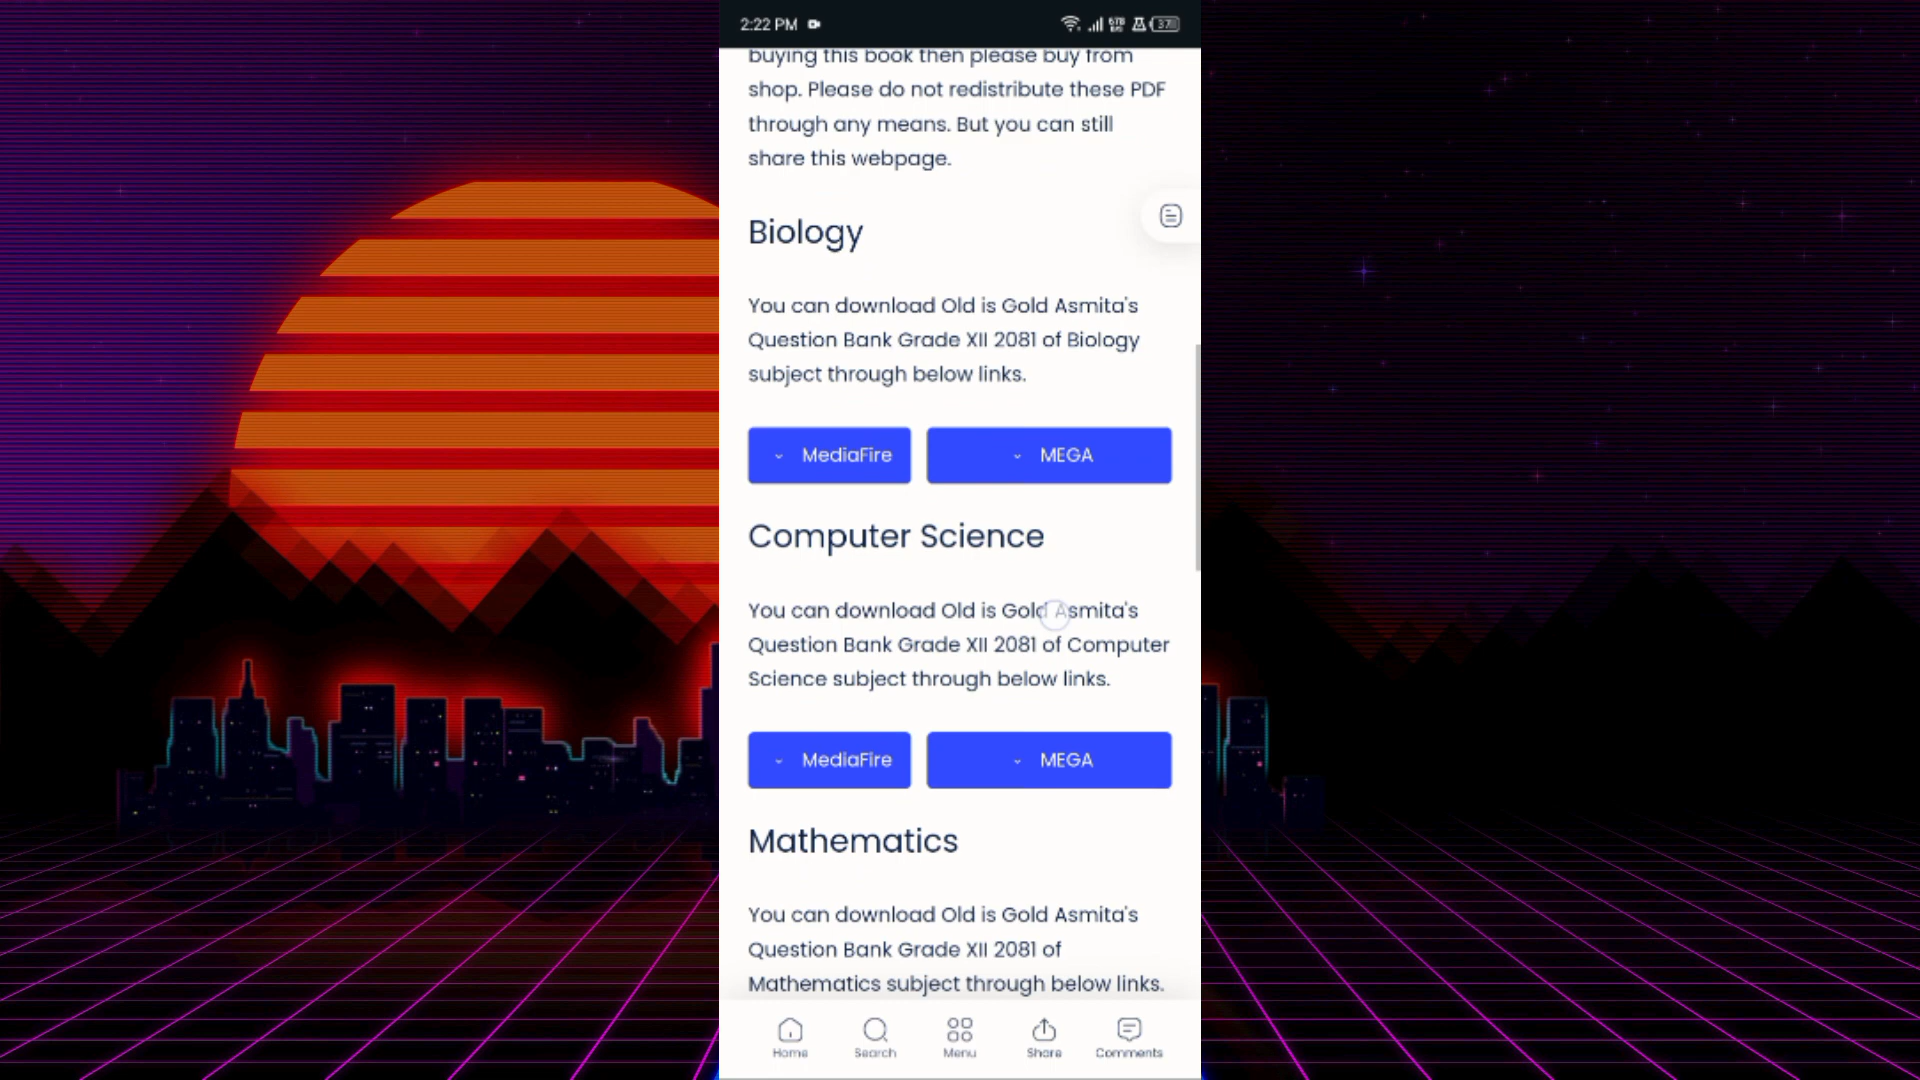 2:22 PM
37
buying this book then please buy from
shop. Please do not redistribute these PDF
through any means. But you can still
share this webpage.
Biology
You can download Old is Gold Asmita's
Question Bank Grade XII 2081 of Biology
subject through below links.
MediaFire MEGA
Computer Science
You can download Old is Gold Asmita's
Question Bank Grade XII 2081 of Computer
Science subject through below links.
MediaFire MEGA
Mathematics
You can download Old is Gold Asmita's
Question Bank Grade XII 2081 of
Mathematics subject through below links.
Home Search Menu Share Comments